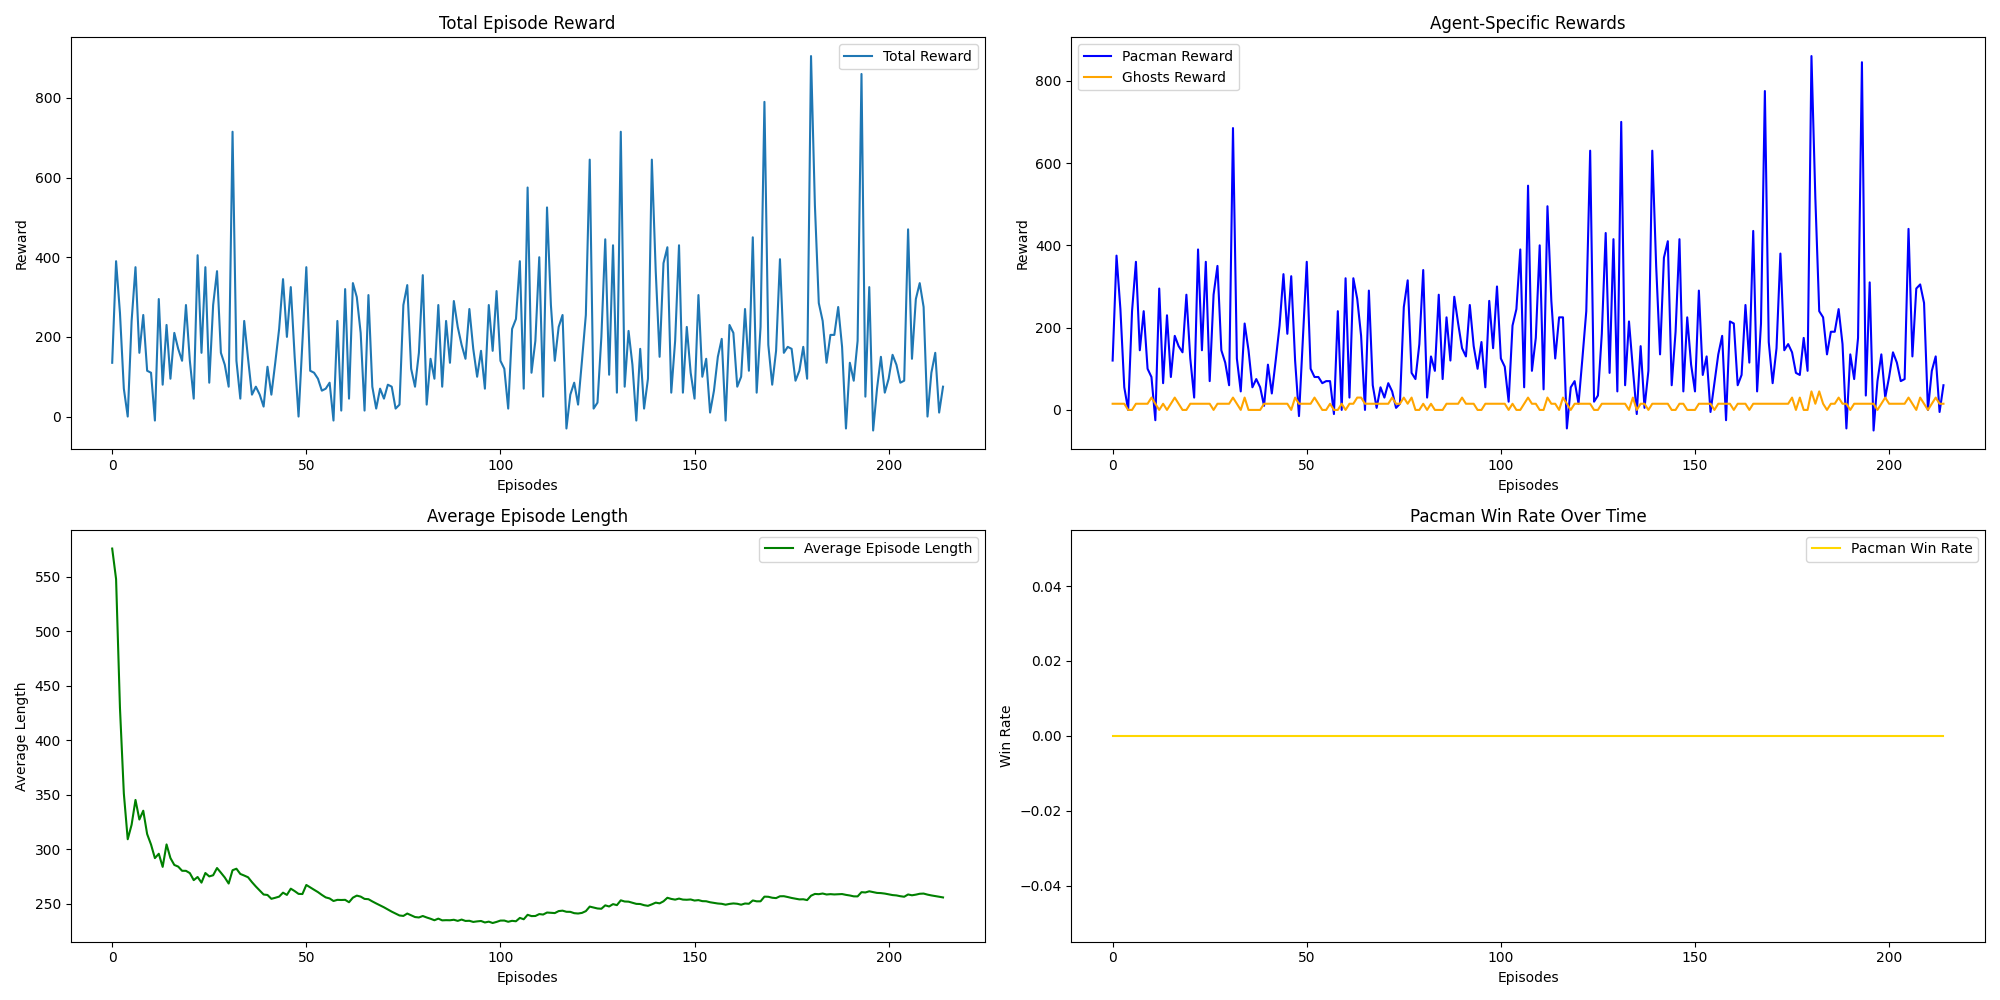 Total Episode Reward
Total Reward
800
600
400
200
0
Reward
0 50 100 150 200
Episodes
Agent-Specific Rewards
Pacman Reward
Ghosts Reward
800
600
400
200
0
Reward
0 50 100 150 200
Episodes
Average Episode Length
Average Episode Length
550
500
450
400
350
300
250
Average Length
0 50 100 150 200
Episodes
Pacman Win Rate Over Time
Pacman Win Rate
0.04
0.02
0.00
−0.02
−0.04
Win Rate
0 50 100 150 200
Episodes